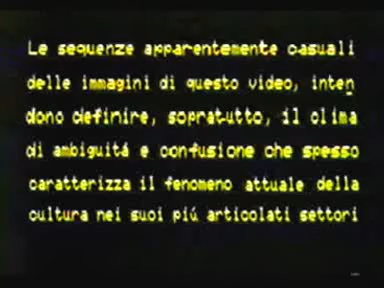 Le sequenze apparentemente casuali
delle immagini di questo video, inten
dono definire, sopratutto, il clima
di ambiguitá e confusione che spesso
caratterizza il fenomeno attuale della
cultura nei suoi piú articolati settori